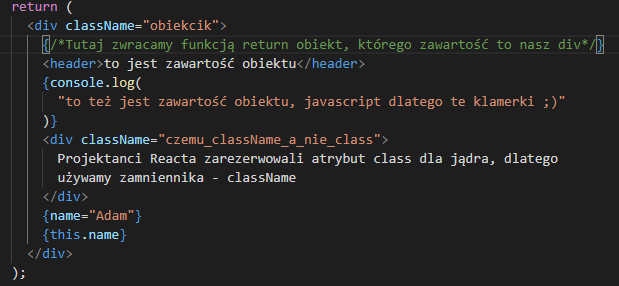 return (
<div className="obiekcik">
{/*Tutaj zwracamy funkcją return obiekt, którego zawartość to nasz div*/}
<header>to jest zawartość obiektu</header>
{console.log(
"to też jest zawartość obiektu, javascript dlatego te klamerki ;)"
)}
<div className="czemu_className_a_nie_class">
Projektanci Reacta zarezerwowali atrybut class dla jądra, dlatego
używamy zamniennika - className
</div>
{name="Adam"}
{this.name}
</div>
);